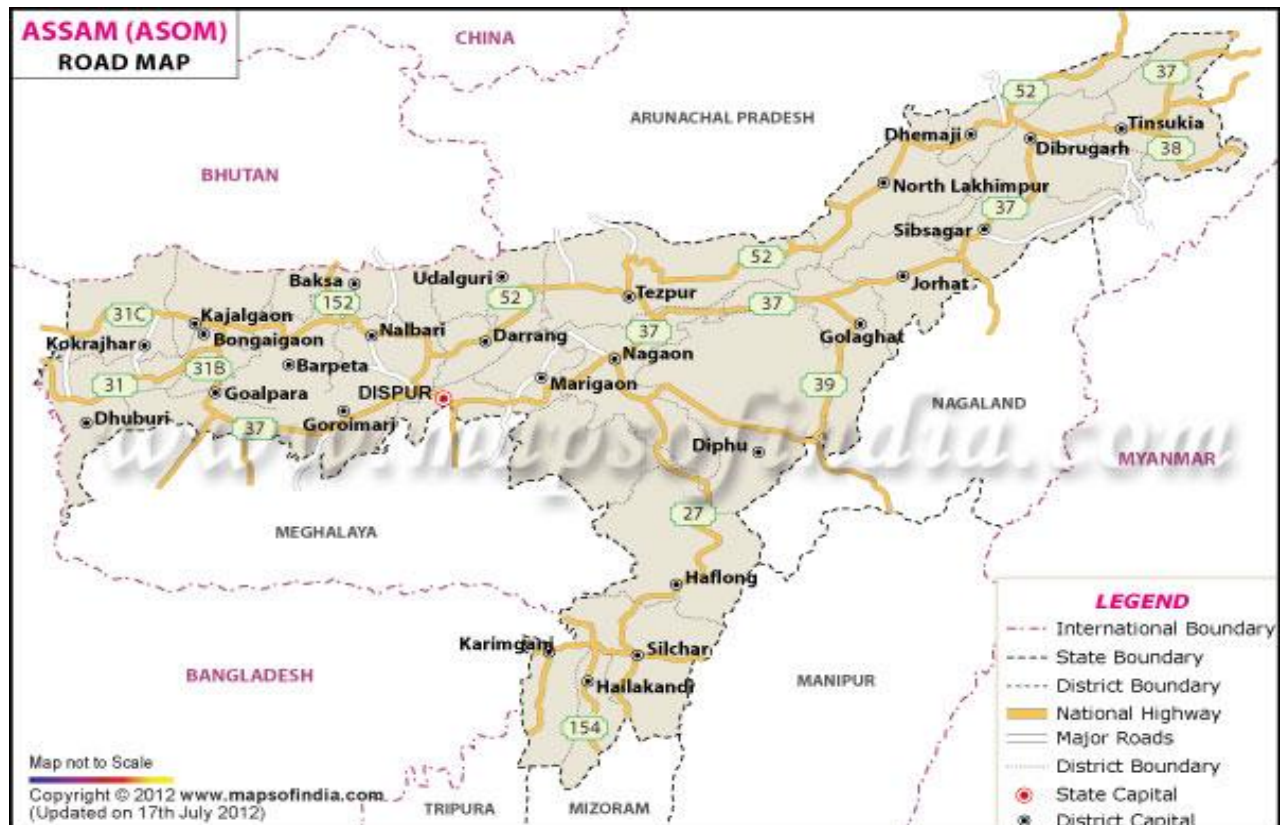 ASSAM (ASOM)
ROAD MAP
CHINA
ARUNACHAL PRADESH
BHUTAN
52
37
Dhemaji
Tinsukia
Dibrugarh
38
North Lakhimpur
37
Sibsagar
52
Baksa
Udalguri
152
52
Tezpur
Jorhat
37
31C
Kajalgaon
Kokrajhar
Bongaigaon
Nalbari
Darrang
37
Golaghat
Nagaon
31B
Barpeta
31
Goalpara
DISPUR
Marigaon
39
Dhuburi
37
Goroimari
NAGALAND
Diphu
www.mapsofindia.com
MYANMAR
MEGHALAYA
27
Haflong
Karimganj
Silchar
BANGLADESH
Hailakandi
MANIPUR
154
LEGEND
International Boundary
State Boundary
District Boundary
National Highway
Major Roads
District Boundary
State Capital
District Capital
Map not to Scale
Copyright © 2012 www.mapsofindia.com
(Updated on 17th July 2012)
TRIPURA
MIZORAM